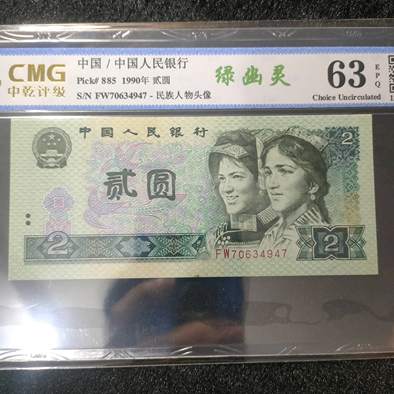 CMG
中乾评级
中国 / 中国人民银行
Pick# 885 1990年 贰圆
S/N FW70634947 - 民族人物头像
绿幽灵
63
EPQ
Choice Uncirculated
中国人民银行
2
贰圆
2
2
FW70634947